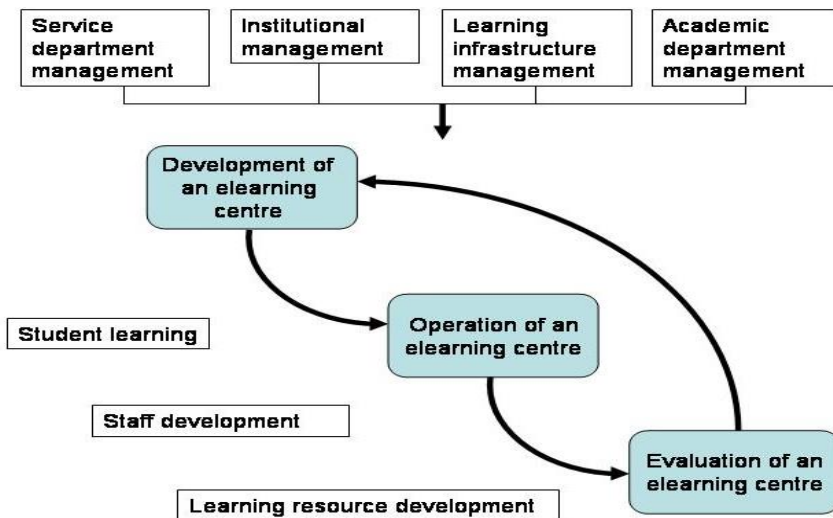 Service
department
management
Institutional
management
Learning
infrastructure
management
Academic
department
management
Development of
an elearning
centre
Operation of an
elearning centre
Student learning
Staff development
Evaluation of an
elearning centre
Learning resource development